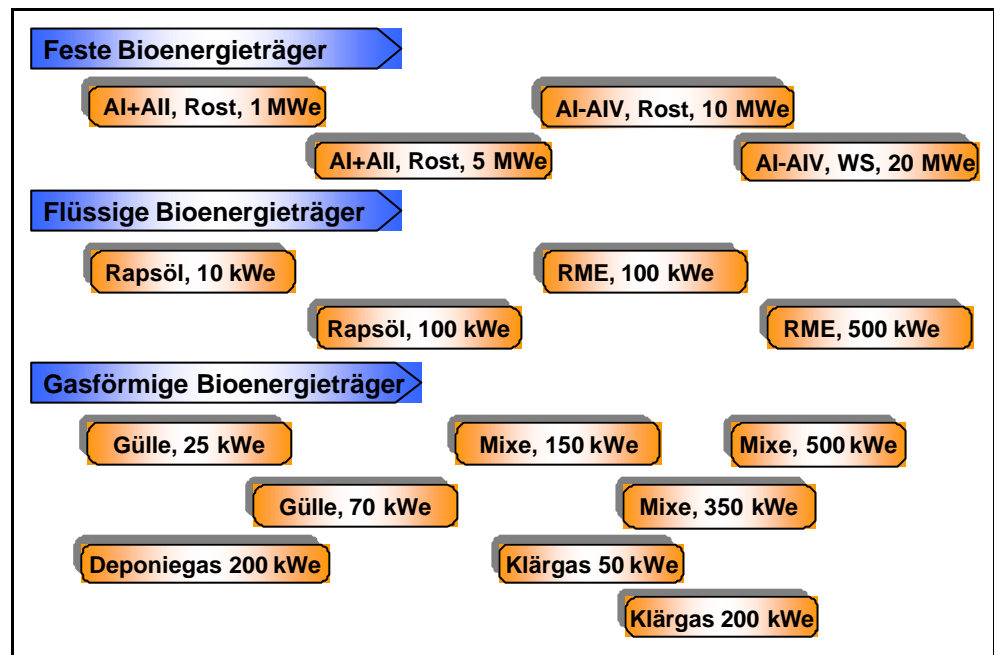 Feste Bioenergieträger
AI+AII, Rost, 1 MWe
AI-AIV, Rost, 10 MWe
AI+AII, Rost, 5 MWe
AI-AIV, WS, 20 MWe
Flüssige Bioenergieträger
Rapsöl, 10 kWe
RME, 100 kWe
Rapsöl, 100 kWe
RME, 500 kWe
Gasförmige Bioenergieträger
Gülle, 25 kWe
Mixe, 150 kWe
Mixe, 500 kWe
Gülle, 70 kWe
Mixe, 350 kWe
Deponiegas 200 kWe
Klärgas 50 kWe
Klärgas 200 kWe